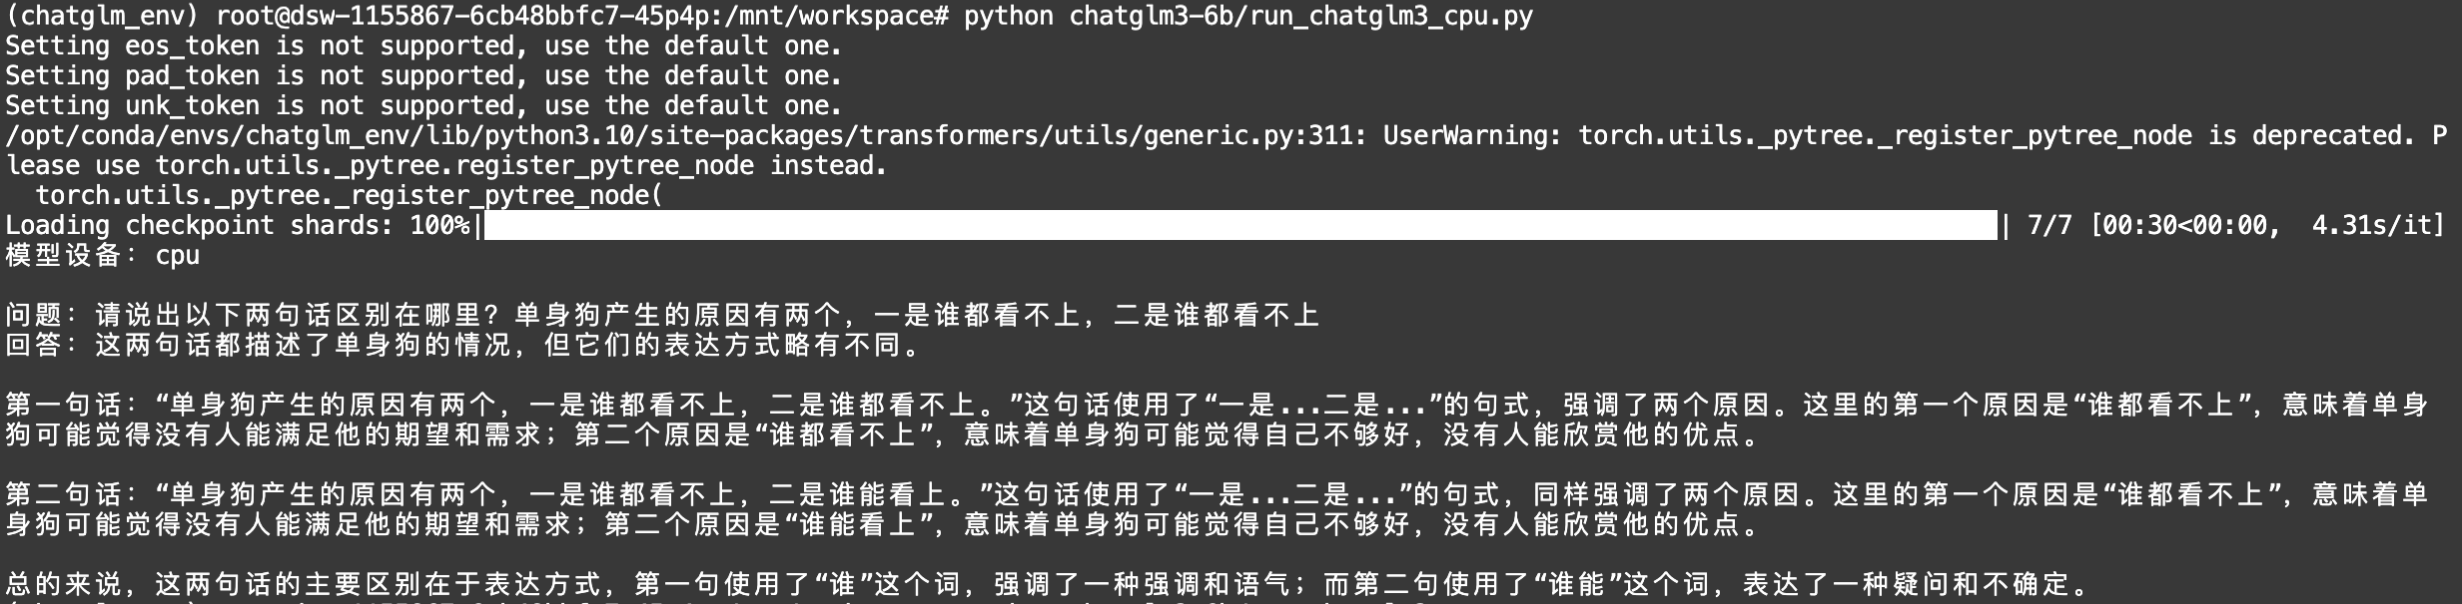 (chatglm_env) root@dsw-1155867-6cb48bbfc7-45p4p:/mnt/workspace# python chatglm3-6b/run_chatglm3_cpu.py
Setting eos_token is not supported, use the default one.
Setting pad_token is not supported, use the default one.
Setting unk_token is not supported, use the default one.
/opt/conda/envs/chatglm_env/lib/python3.10/site-packages/transformers/utils/generic.py:311: UserWarning: torch.utils._pytree._register_pytree_node is deprecated. P
lease use torch.utils._pytree.register_pytree_node instead.
  torch.utils._pytree._register_pytree_node(
Loading checkpoint shards: 100%| | 7/7 [00:30<00:00,  4.31s/it]
模型设备：cpu
问题：请说出以下两句话区别在哪里？单身狗产生的原因有两个，一是谁都看不上，二是谁都看不上
回答：这两句话都描述了单身狗的情况，但它们的表达方式略有不同。
第一句话：“单身狗产生的原因有两个，一是谁都看不上，二是谁都看不上。”这句话使用了“一是...二是...”的句式，强调了两个原因。这里的第一个原因是“谁都看不上”，意味着单身
狗可能觉得没有人能满足他的期望和需求；第二个原因是“谁都看不上”，意味着单身狗可能觉得自己不够好，没有人能欣赏他的优点。
第二句话：“单身狗产生的原因有两个，一是谁都看不上，二是谁能看上。”这句话使用了“一是...二是...”的句式，同样强调了两个原因。这里的第一个原因是“谁都看不上”，意味着单
身狗可能觉得没有人能满足他的期望和需求；第二个原因是“谁能看上”，意味着单身狗可能觉得自己不够好，没有人能欣赏他的优点。
总的来说，这两句话的主要区别在于表达方式，第一句使用了“谁”这个词，强调了一种强调和语气；而第二句使用了“谁能”这个词，表达了一种疑问和不确定。